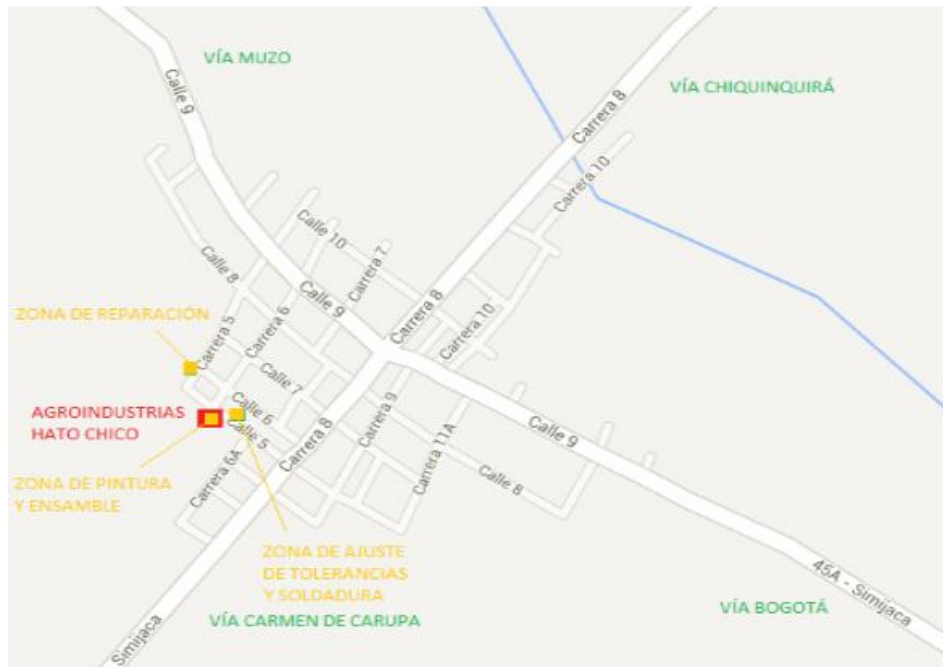 VÍA MUZO
Calle 9
VÍA CHIQUINQUIRÁ
Carrera 8
Carrera 10
Calle 10
Carrera 7
Calle 8
Calle 9
Carrera 8
Carrera 10
ZONA DE REPARACIÓN
Carrera 5
Carrera 6
Calle 7
AGROINDUSTRIAS
HATO CHICO
Calle 6
Calle 5
Carrera 8
Carrera 9
Carrera 11A
Calle 9
Calle 8
ZONA DE PINTURA
Y ENSAMBLE
Carrera 6A
ZONA DE AJUSTE
DE TOLERANCIAS
Y SOLDADURA
45A - Simijaca
VÍA BOGOTÁ
VÍA CARMEN DE CARUPA
Simijaca